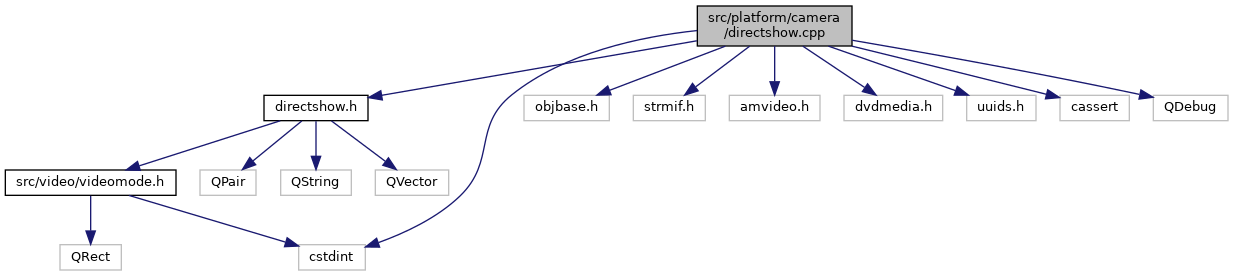 src/platform/camera
/directshow.cpp
directshow.h
objbase.h
strmif.h
amvideo.h
dvdmedia.h
uuids.h
cassert
QDebug
src/video/videomode.h
QPair
QString
QVector
QRect
cstdint